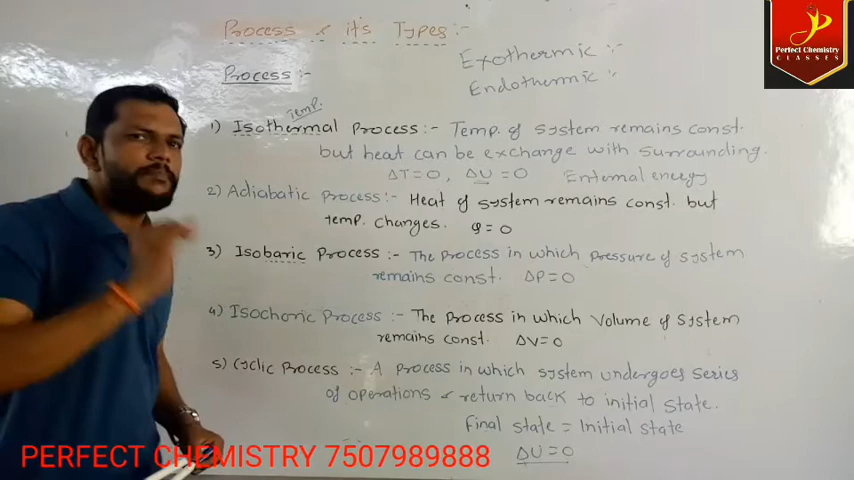 Process & it's Types :-
Exothermic :-
Endothermic :-
Process :-
Temp.
1) Isothermal Process :- Temp. of system remains const.
but heat can be exchange with surrounding.
ΔT=0, ΔU=0 Enternal energy
2) Adiabatic Process :- Heat of system remains const. but
temp. changes. q=0
3) Isobaric Process :- The Process in which Pressure of system
remains const. ΔP=0
4) Isochoric Process :- The Process in which Volume of System
remains const. ΔV=0
5) Cyclic Process :- A Process in which system undergoes Series
of operations & return back to initial State.
Final state = Initial state
ΔU=0
Perfect Chemistry
CLASSES
PERFECT CHEMISTRY 7507989888